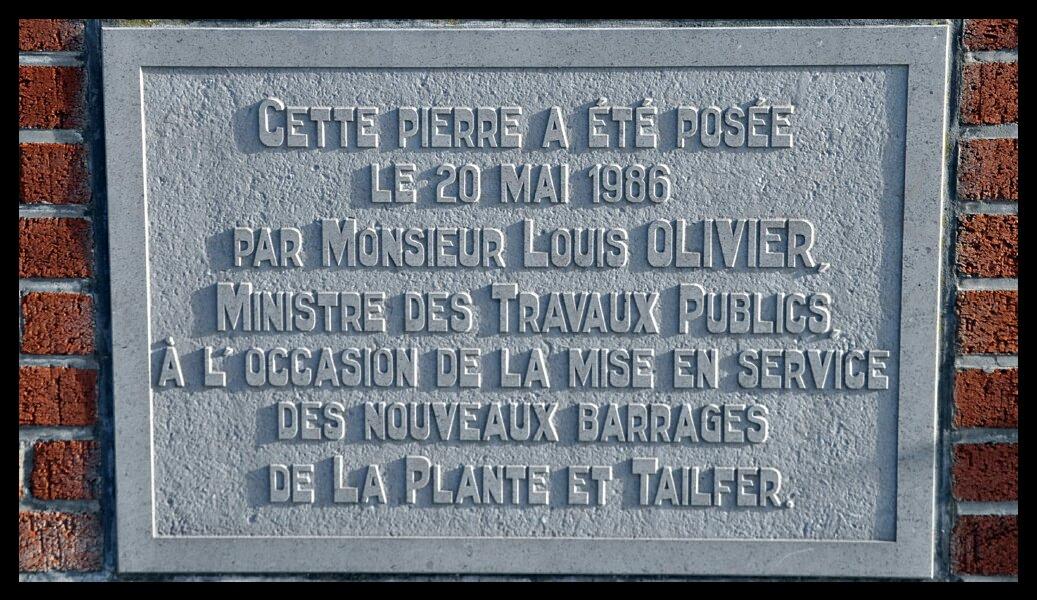 Cette pierre a été posée
le 20 mai 1986
par Monsieur Louis OLIVIER,
Ministre des Travaux Publics,
à l'occasion de la mise en service
des nouveaux barrages
de La Plante et Tailfer.